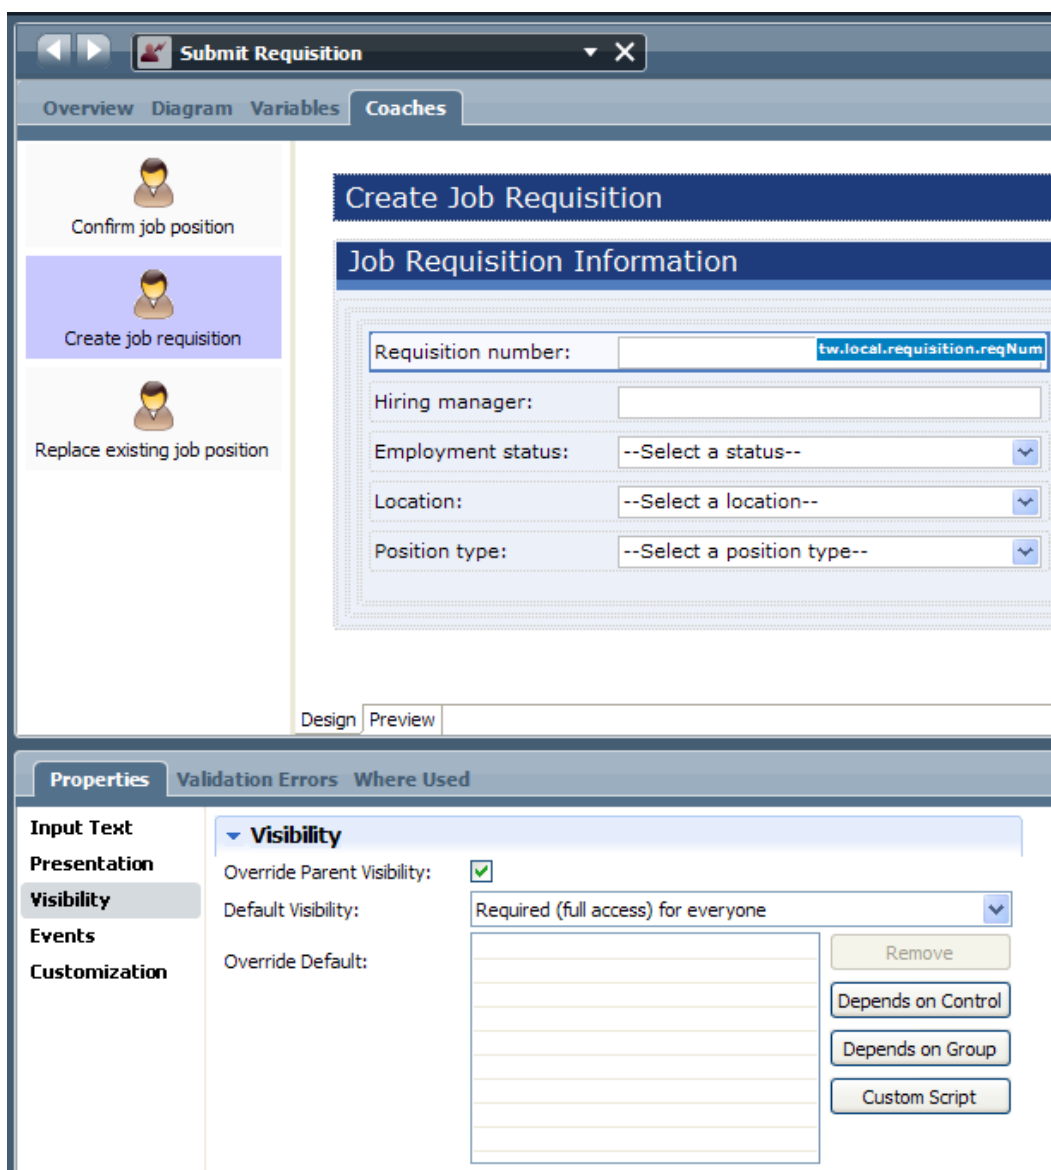 Submit Requisition
Overview Diagram Variables Coaches
Confirm job position
Create job requisition
Replace existing job position
Create Job Requisition
Job Requisition Information
Requisition number: tw.local.requisition.reqNum
Hiring manager:
Employment status: --Select a status--
Location: --Select a location--
Position type: --Select a position type--
Design Preview
Properties Validation Errors Where Used
Input Text
Presentation
Visibility
Events
Customization
Visibility
Override Parent Visibility:
Default Visibility: Required (full access) for everyone
Override Default:
Remove
Depends on Control
Depends on Group
Custom Script